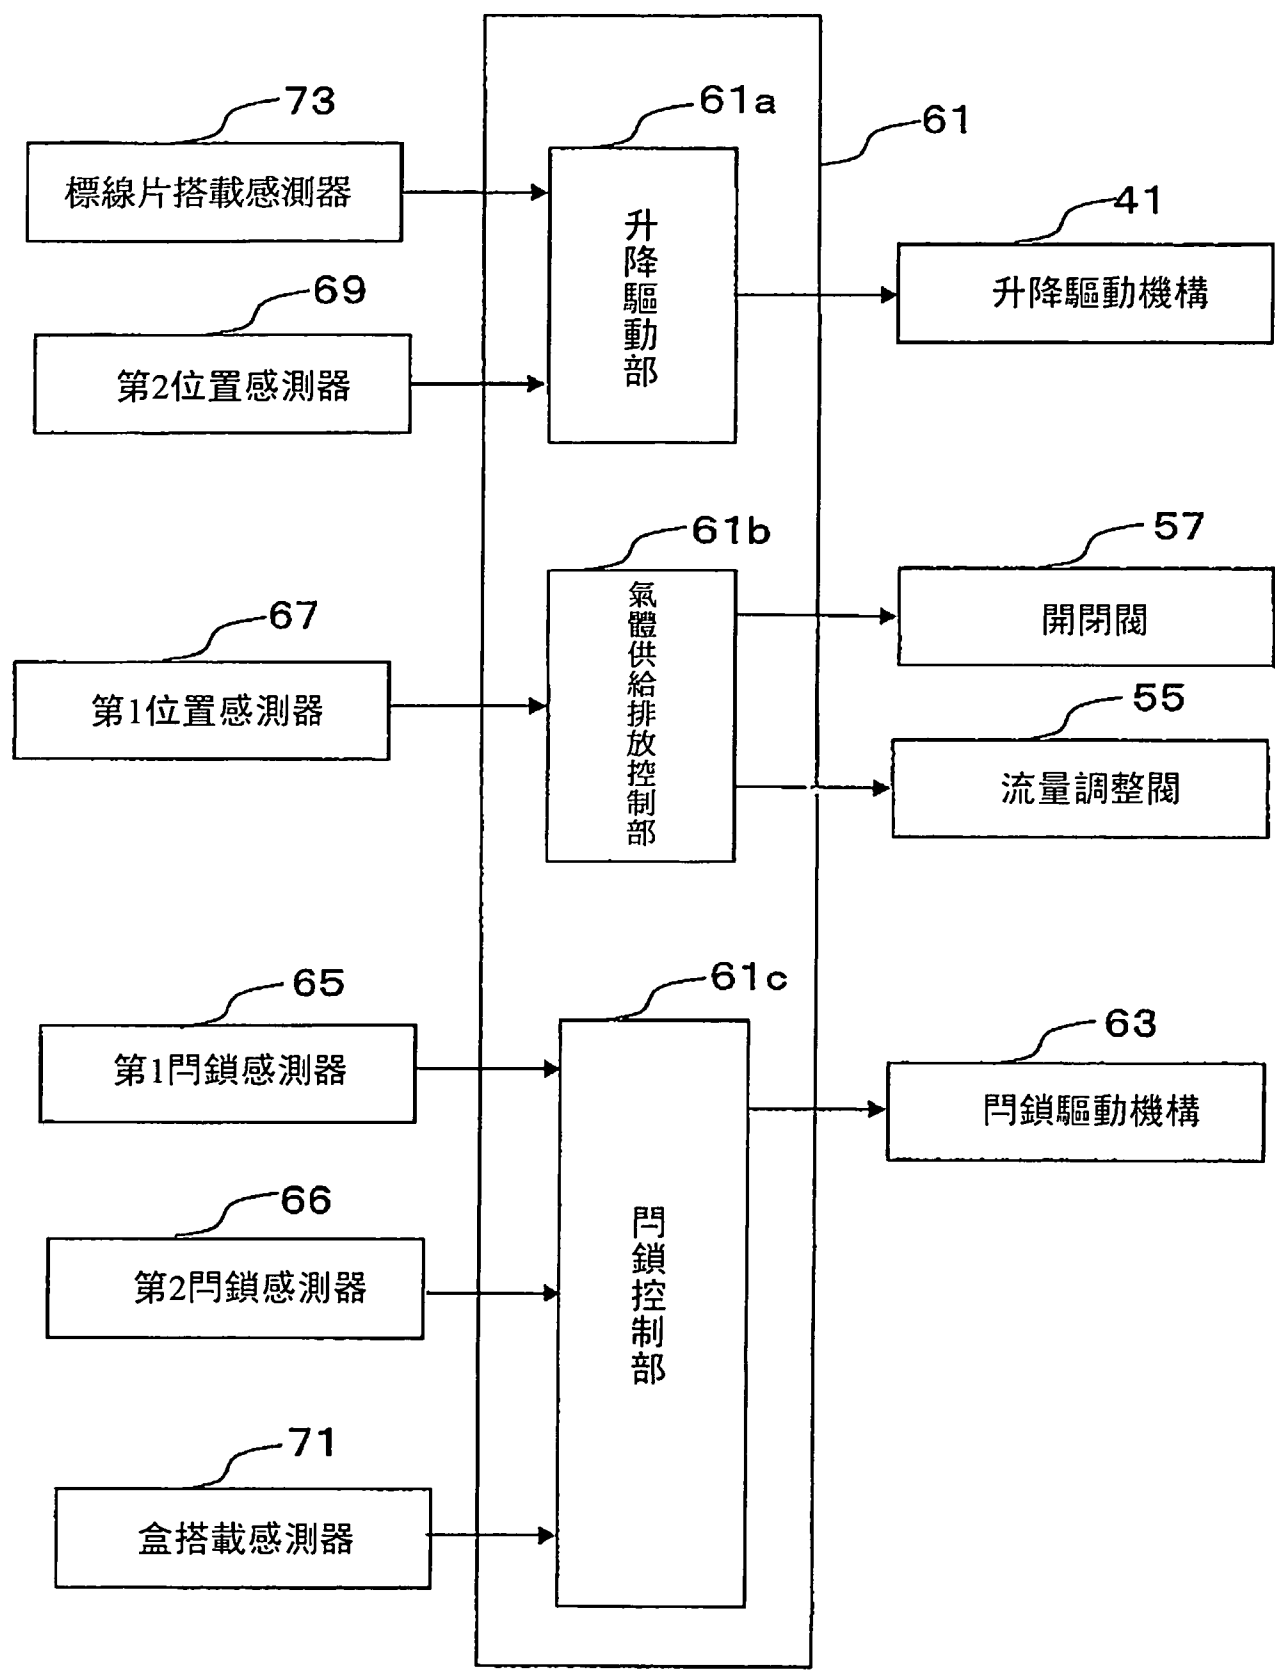 73
標線片搭載感測器
69
第2位置感測器
61a
升降驅動部
61
41
升降驅動機構
67
第1位置感測器
61b
氣體供給排放控制部
57
開閉閥
55
流量調整閥
65
第1閂鎖感測器
66
第2閂鎖感測器
71
盒搭載感測器
61c
閂鎖控制部
63
閂鎖驅動機構